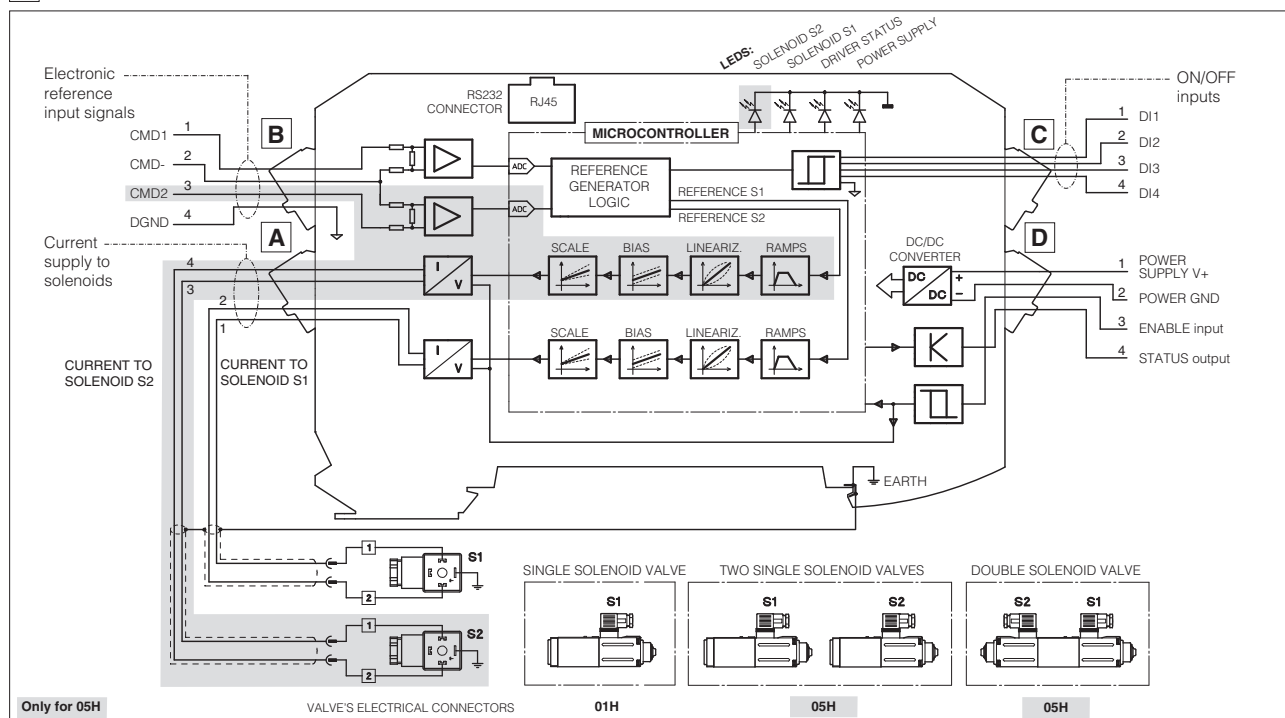 LEDS:
SOLENOID S2
SOLENOID S1
DRIVER STATUS
POWER SUPPLY
Electronic
reference
input signals
RS232
CONNECTOR
RJ45
ON/OFF
inputs
CMD1
1
CMD-
2
CMD2
3
DGND
4
B
MICROCONTROLLER
C
1
DI1
2
DI2
3
DI3
4
DI4
ADC
ADC
REFERENCE
GENERATOR
LOGIC
REFERENCE S1
REFERENCE S2
Current
supply to
solenoids
A
4
3
2
1
I
V
SCALE
BIAS
LINEARIZ.
RAMPS
DC/DC
CONVERTER
DC
DC
+
–
D
1
POWER
SUPPLY V+
2
POWER GND
3
ENABLE input
4
STATUS output
I
V
SCALE
BIAS
LINEARIZ.
RAMPS
K
CURRENT TO
SOLENOID S2
CURRENT TO
SOLENOID S1
EARTH
1
2
S1
1
2
S2
SINGLE SOLENOID VALVE
S1
01H
TWO SINGLE SOLENOID VALVES
S1
S2
05H
DOUBLE SOLENOID VALVE
S2
S1
05H
Only for 05H
VALVE'S ELECTRICAL CONNECTORS